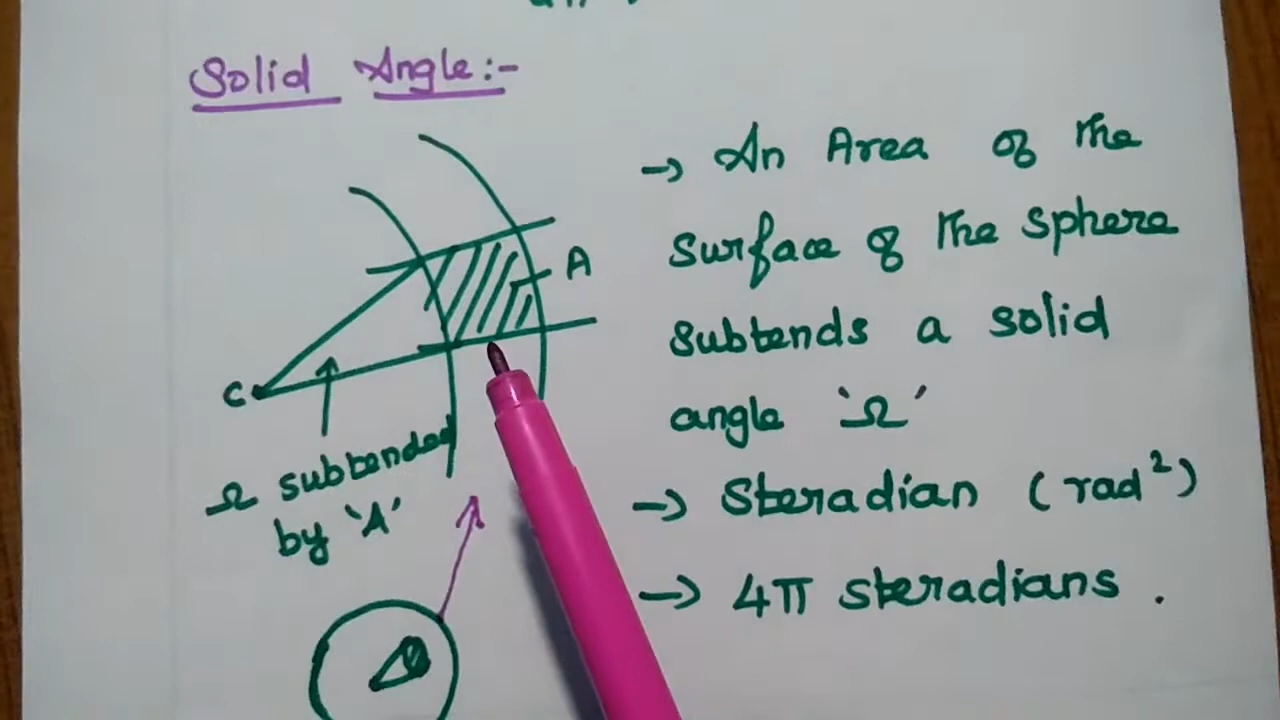 Solid Angle:-
A
C
Ω subtended
by 'A'
→ An Area of the
surface of the sphere
subtends a solid
angle 'Ω'
→ Steradian (rad²)
→ 4π steradians.